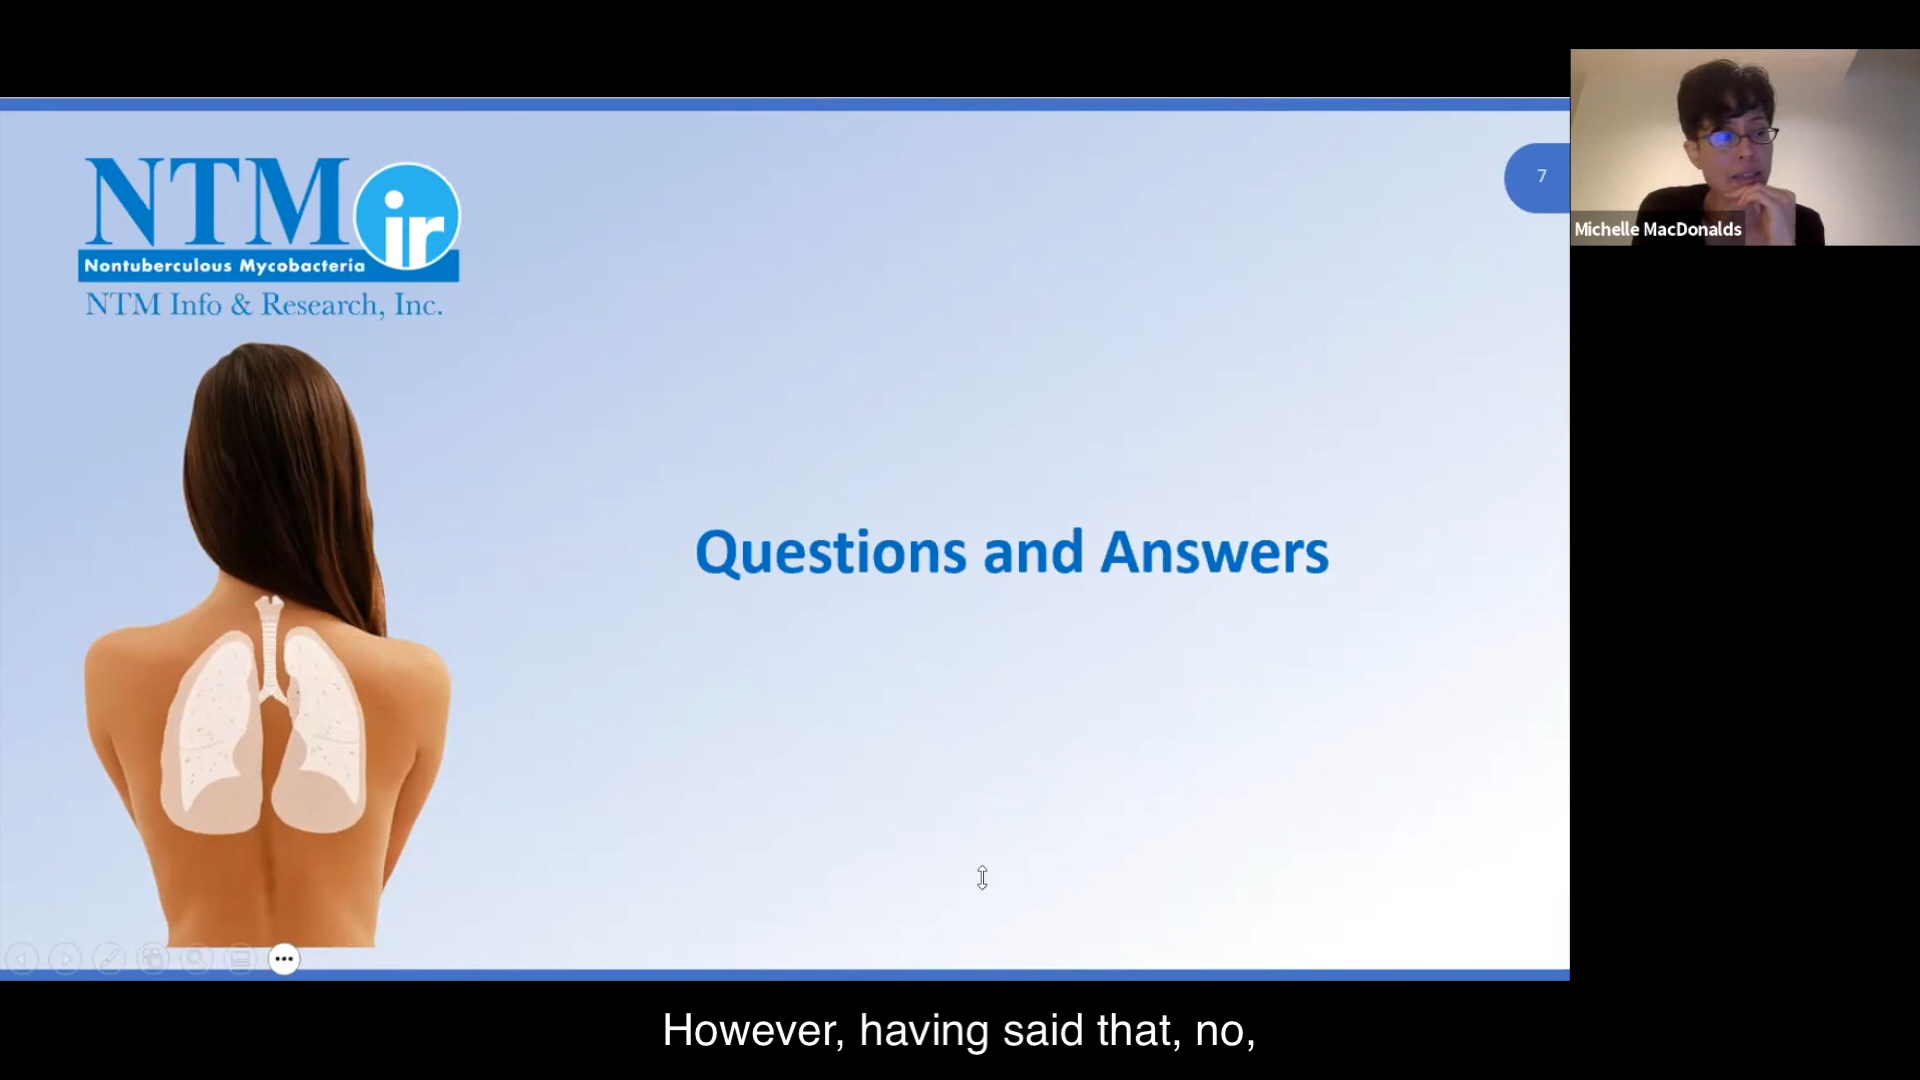 NTM ir
Nontuberculous Mycobacteria
NTM Info & Research, Inc.
7
Michelle MacDonalds
Questions and Answers
However, having said that, no,